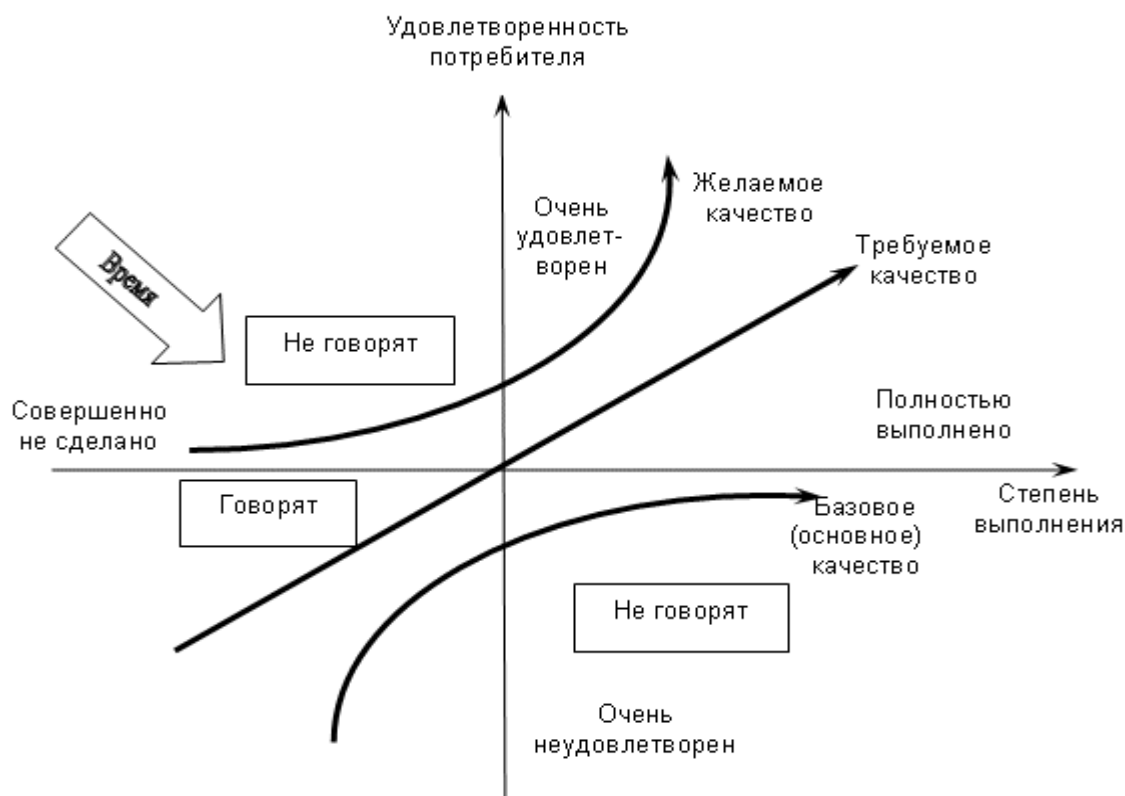 Удовлетворенность
потребителя
Желаемое
качество
Очень
удовлет-
ворен
Требуемое
качество
Время
Не говорят
Совершенно
не сделано
Полностью
выполнено
Говорят
Степень
выполнения
Базовое
(основное)
качество
Не говорят
Очень
неудовлетворен